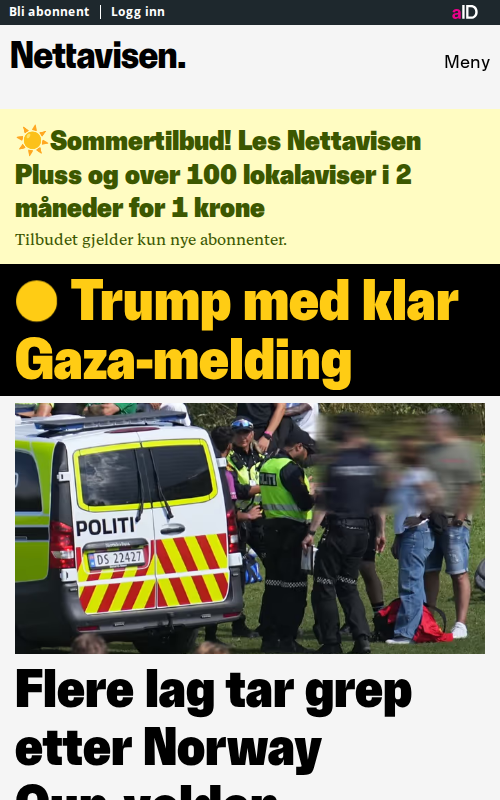 Bli abonnent
Logg inn
aID
Nettavisen.
Meny
Sommertilbud! Les Nettavisen
Pluss og over 100 lokalaviser i 2
måneder for 1 krone
Tilbudet gjelder kun nye abonnenter.
Trump med klar
Gaza-melding
POLITI
DS 22427
Flere lag tar grep
etter Norway